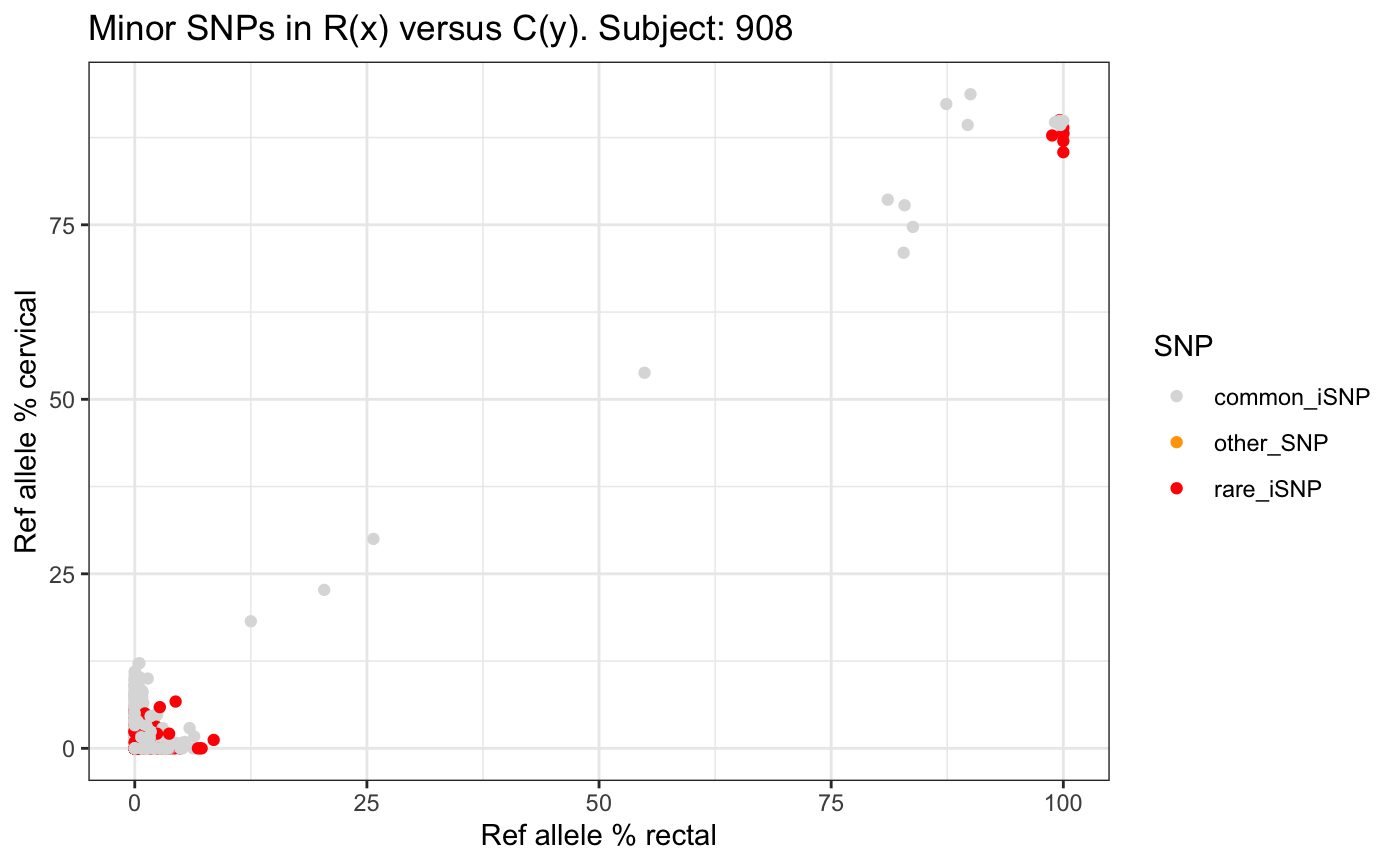 Minor SNPs in R(x) versus C(y). Subject: 908
Ref allele % cervical
75
50
25
0
0 25 50 75 100
Ref allele % rectal
SNP
common_iSNP
other_SNP
rare_iSNP